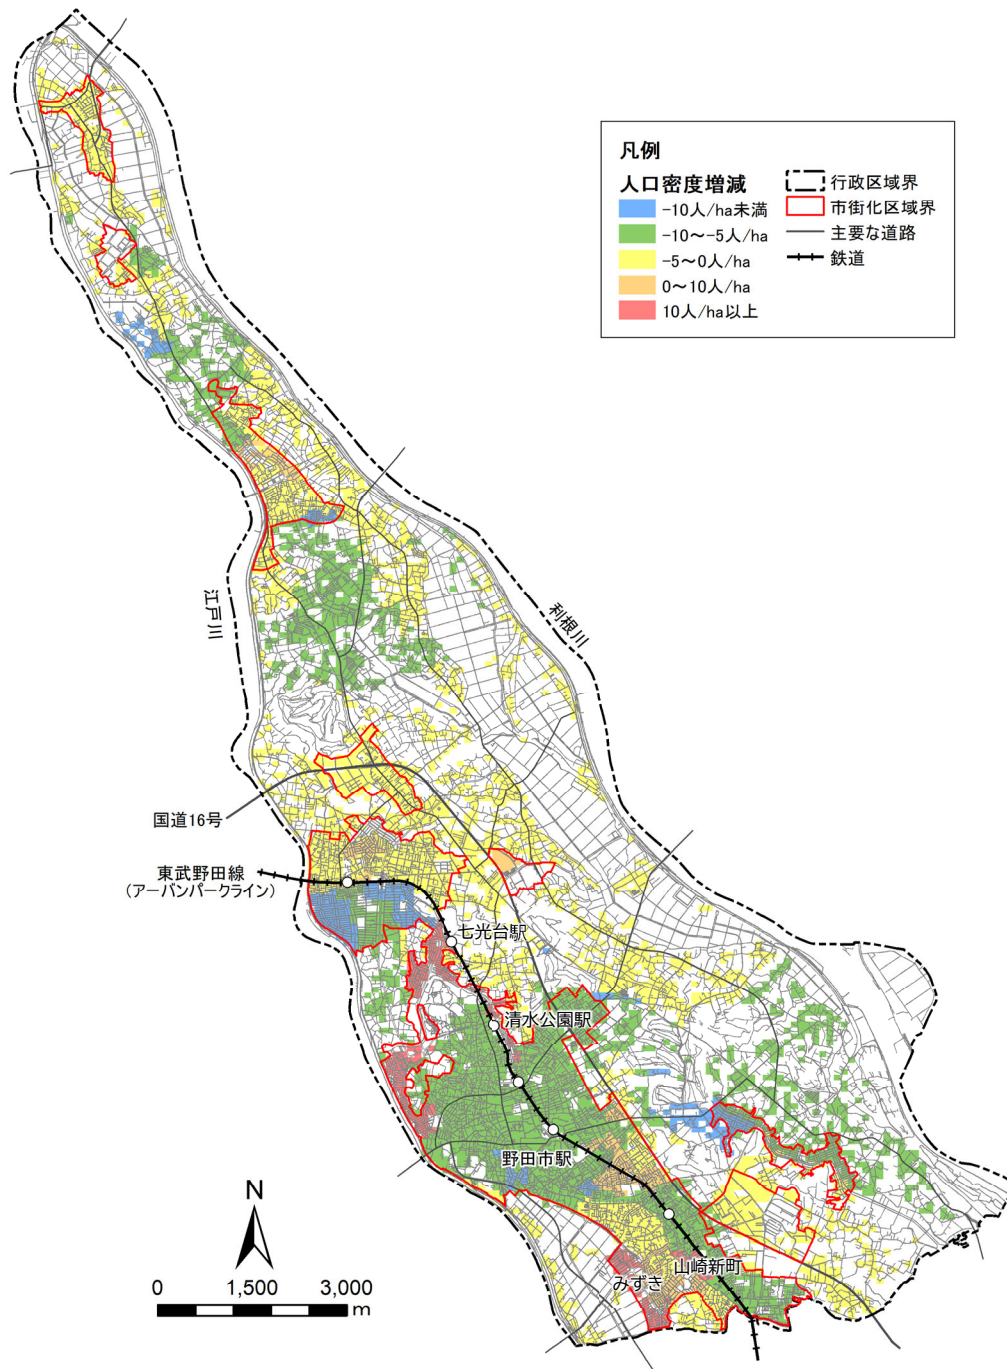 凡例
人口密度増減
-10人/ha未満
-10～-5人/ha
-5～0人/ha
0～10人/ha
10人/ha以上
行政区域界
市街化区域界
主要な道路
鉄道
江戸川
利根川
国道16号
東武野田線
（アーバンパークライン）
七光台駅
清水公園駅
野田市駅
山崎新町
みずき
N
0 1,500 3,000
m